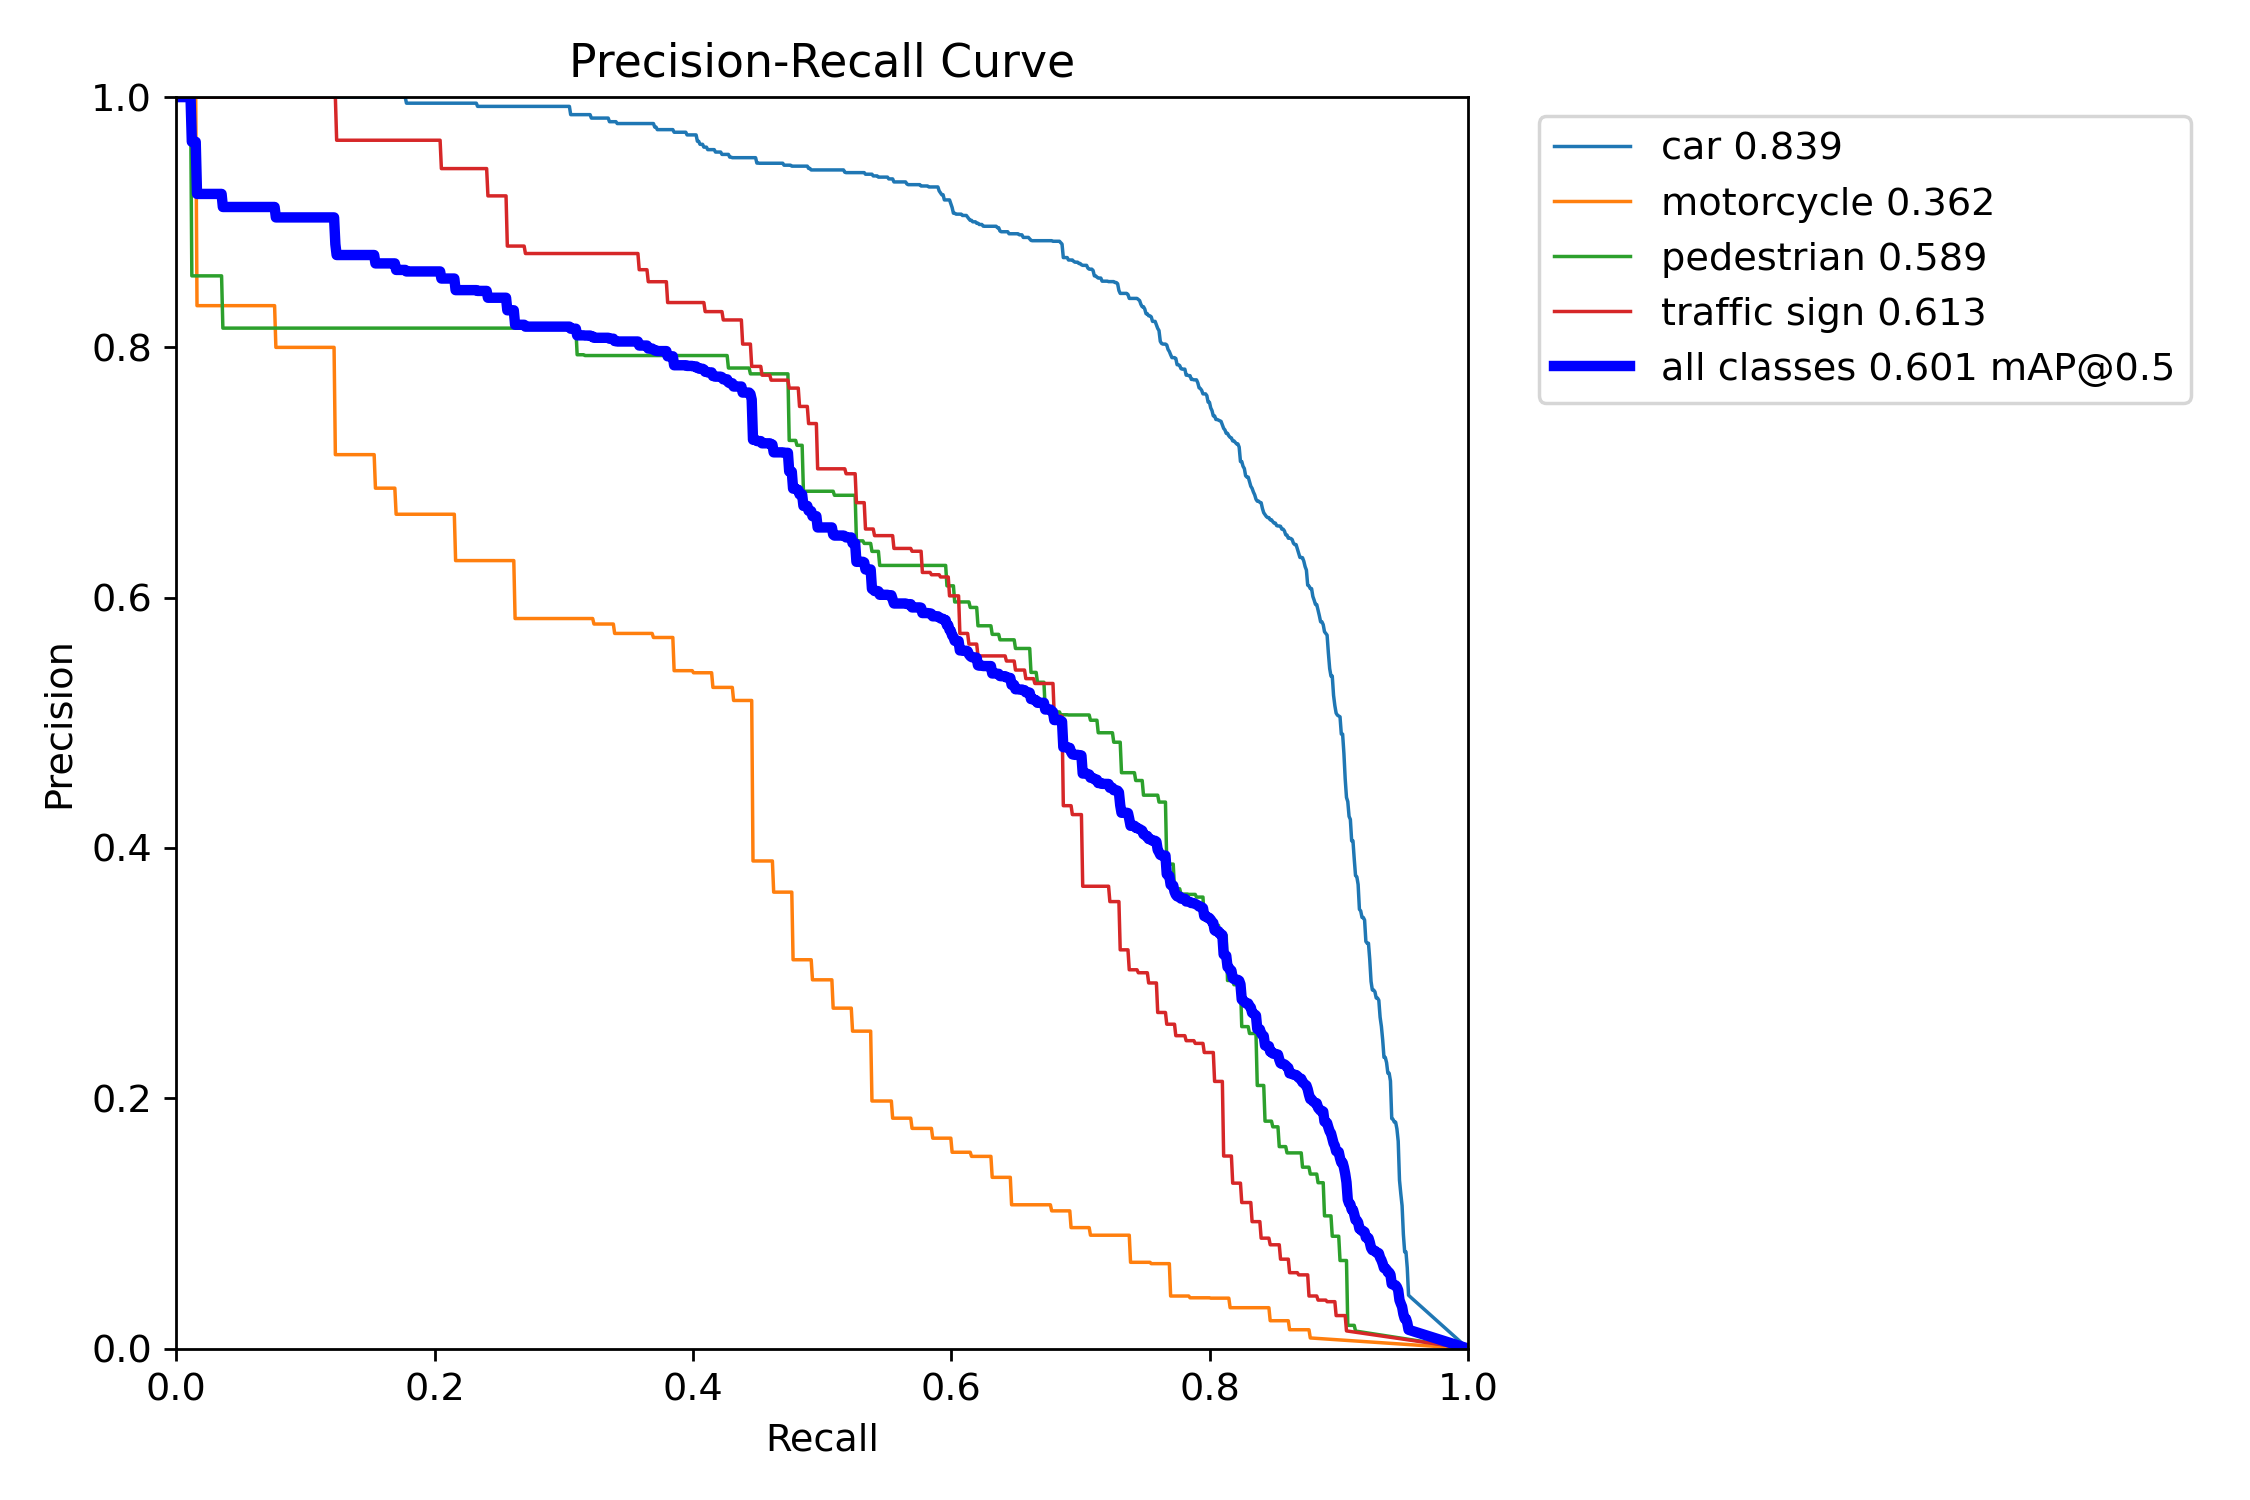 Precision-Recall Curve
1.0
0.8
0.6
0.4
0.2
0.0
Precision
0.0 0.2 0.4 0.6 0.8 1.0
Recall
car 0.839
motorcycle 0.362
pedestrian 0.589
traffic sign 0.613
all classes 0.601 mAP@0.5